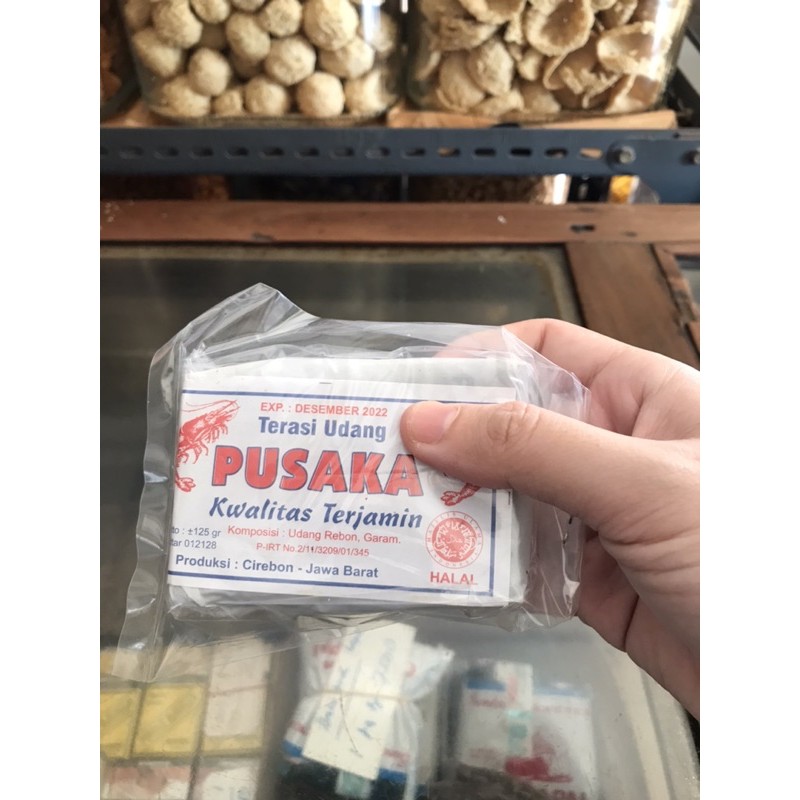 EXP. : DESEMBER 2022
Terasi Udang
PUSAKA
Kwalitas Terjamin
to : ±125 gr
Komposisi : Udang Rebon, Garam.
tar 012128
P-IRT No.2/11/3209/01/345
Produksi : Cirebon - Jawa Barat
HALAL